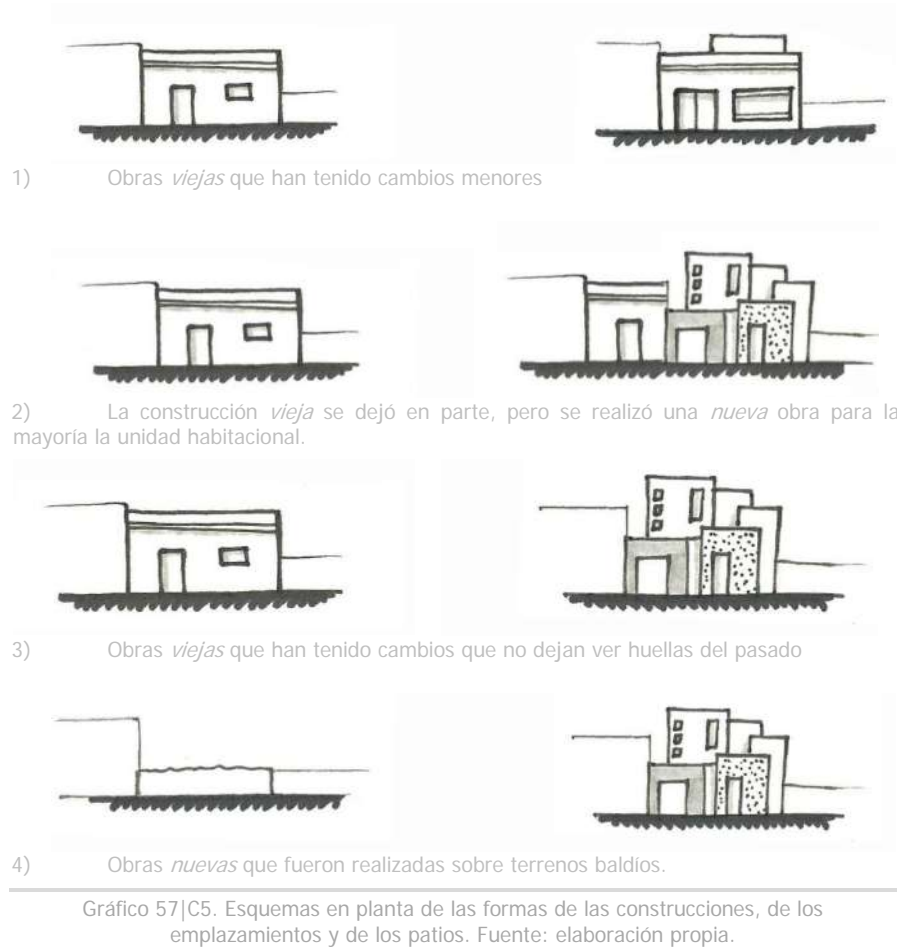 1) Obras viejas que han tenido cambios menores
2) La construcción vieja se dejó en parte, pero se realizó una nueva obra para la
mayoría la unidad habitacional.
3) Obras viejas que han tenido cambios que no dejan ver huellas del pasado
4) Obras nuevas que fueron realizadas sobre terrenos baldíos.
Gráfico 57|C5. Esquemas en planta de las formas de las construcciones, de los
emplazamientos y de los patios. Fuente: elaboración propia.